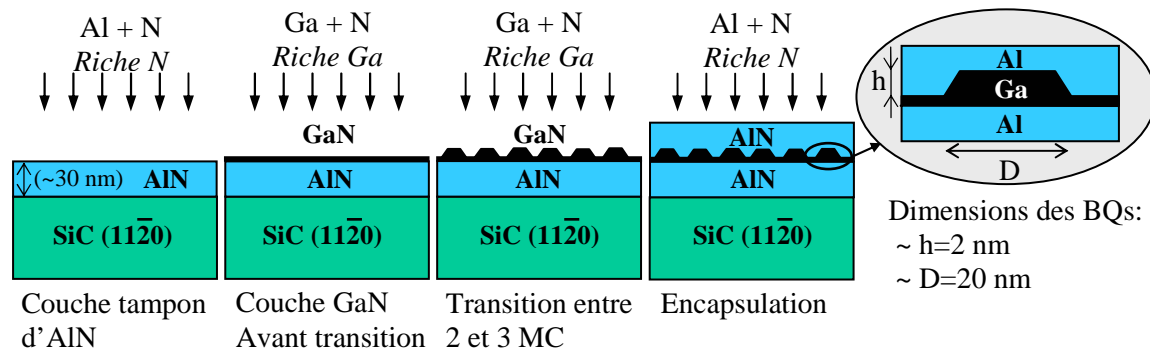 Al + N
Riche N
(~30 nm)
AlN
SiC (112̅0)
Couche tampon
d'AlN
Ga + N
Riche Ga
GaN
AlN
SiC (112̅0)
Couche GaN
Avant transition
Ga + N
Riche Ga
GaN
AlN
SiC (112̅0)
Transition entre
2 et 3 MC
Al + N
Riche N
AlN
AlN
SiC (112̅0)
Encapsulation
Al
h
Ga
Al
D
Dimensions des BQs:
~ h=2 nm
~ D=20 nm